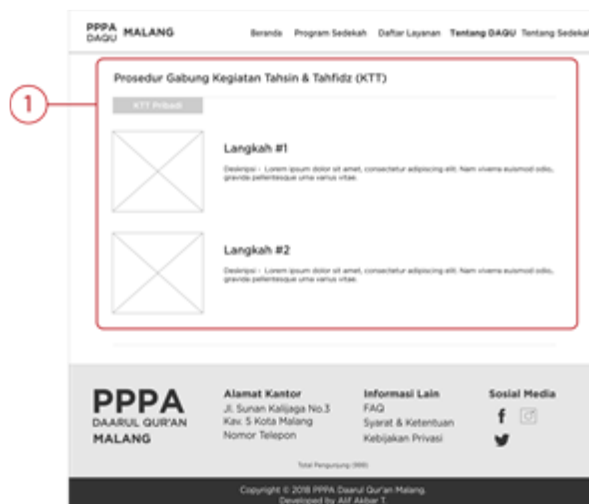 PPPA MALANG
DAQU
Beranda Program Sedekah Daftar Layanan Tentang DAQU Tentang Sedekah
1
Prosedur Gabung Kegiatan Tahsin & Tahfidz (KTT)
KTT Pribadi
Langkah #1
Deskripsi : Lorem ipsum dolor sit amet, consectetur adipiscing elit. Nam viverra euismod odio,
gravida pellentesque urna varius vitae.
Langkah #2
Deskripsi : Lorem ipsum dolor sit amet, consectetur adipiscing elit. Nam viverra euismod odio,
gravida pellentesque urna varius vitae.
PPPA
DAARUL QUR'AN
MALANG
Alamat Kantor
Jl. Sunan Kalijaga No.3
Kav. 5 Kota Malang
Nomor Telepon
Informasi Lain
FAQ
Syarat & Ketentuan
Kebijakan Privasi
Sosial Media
Total Pengunjung (999)
Copyright © 2018 PPPA Daarul Qur'an Malang.
Developed by Alif Akbar T.